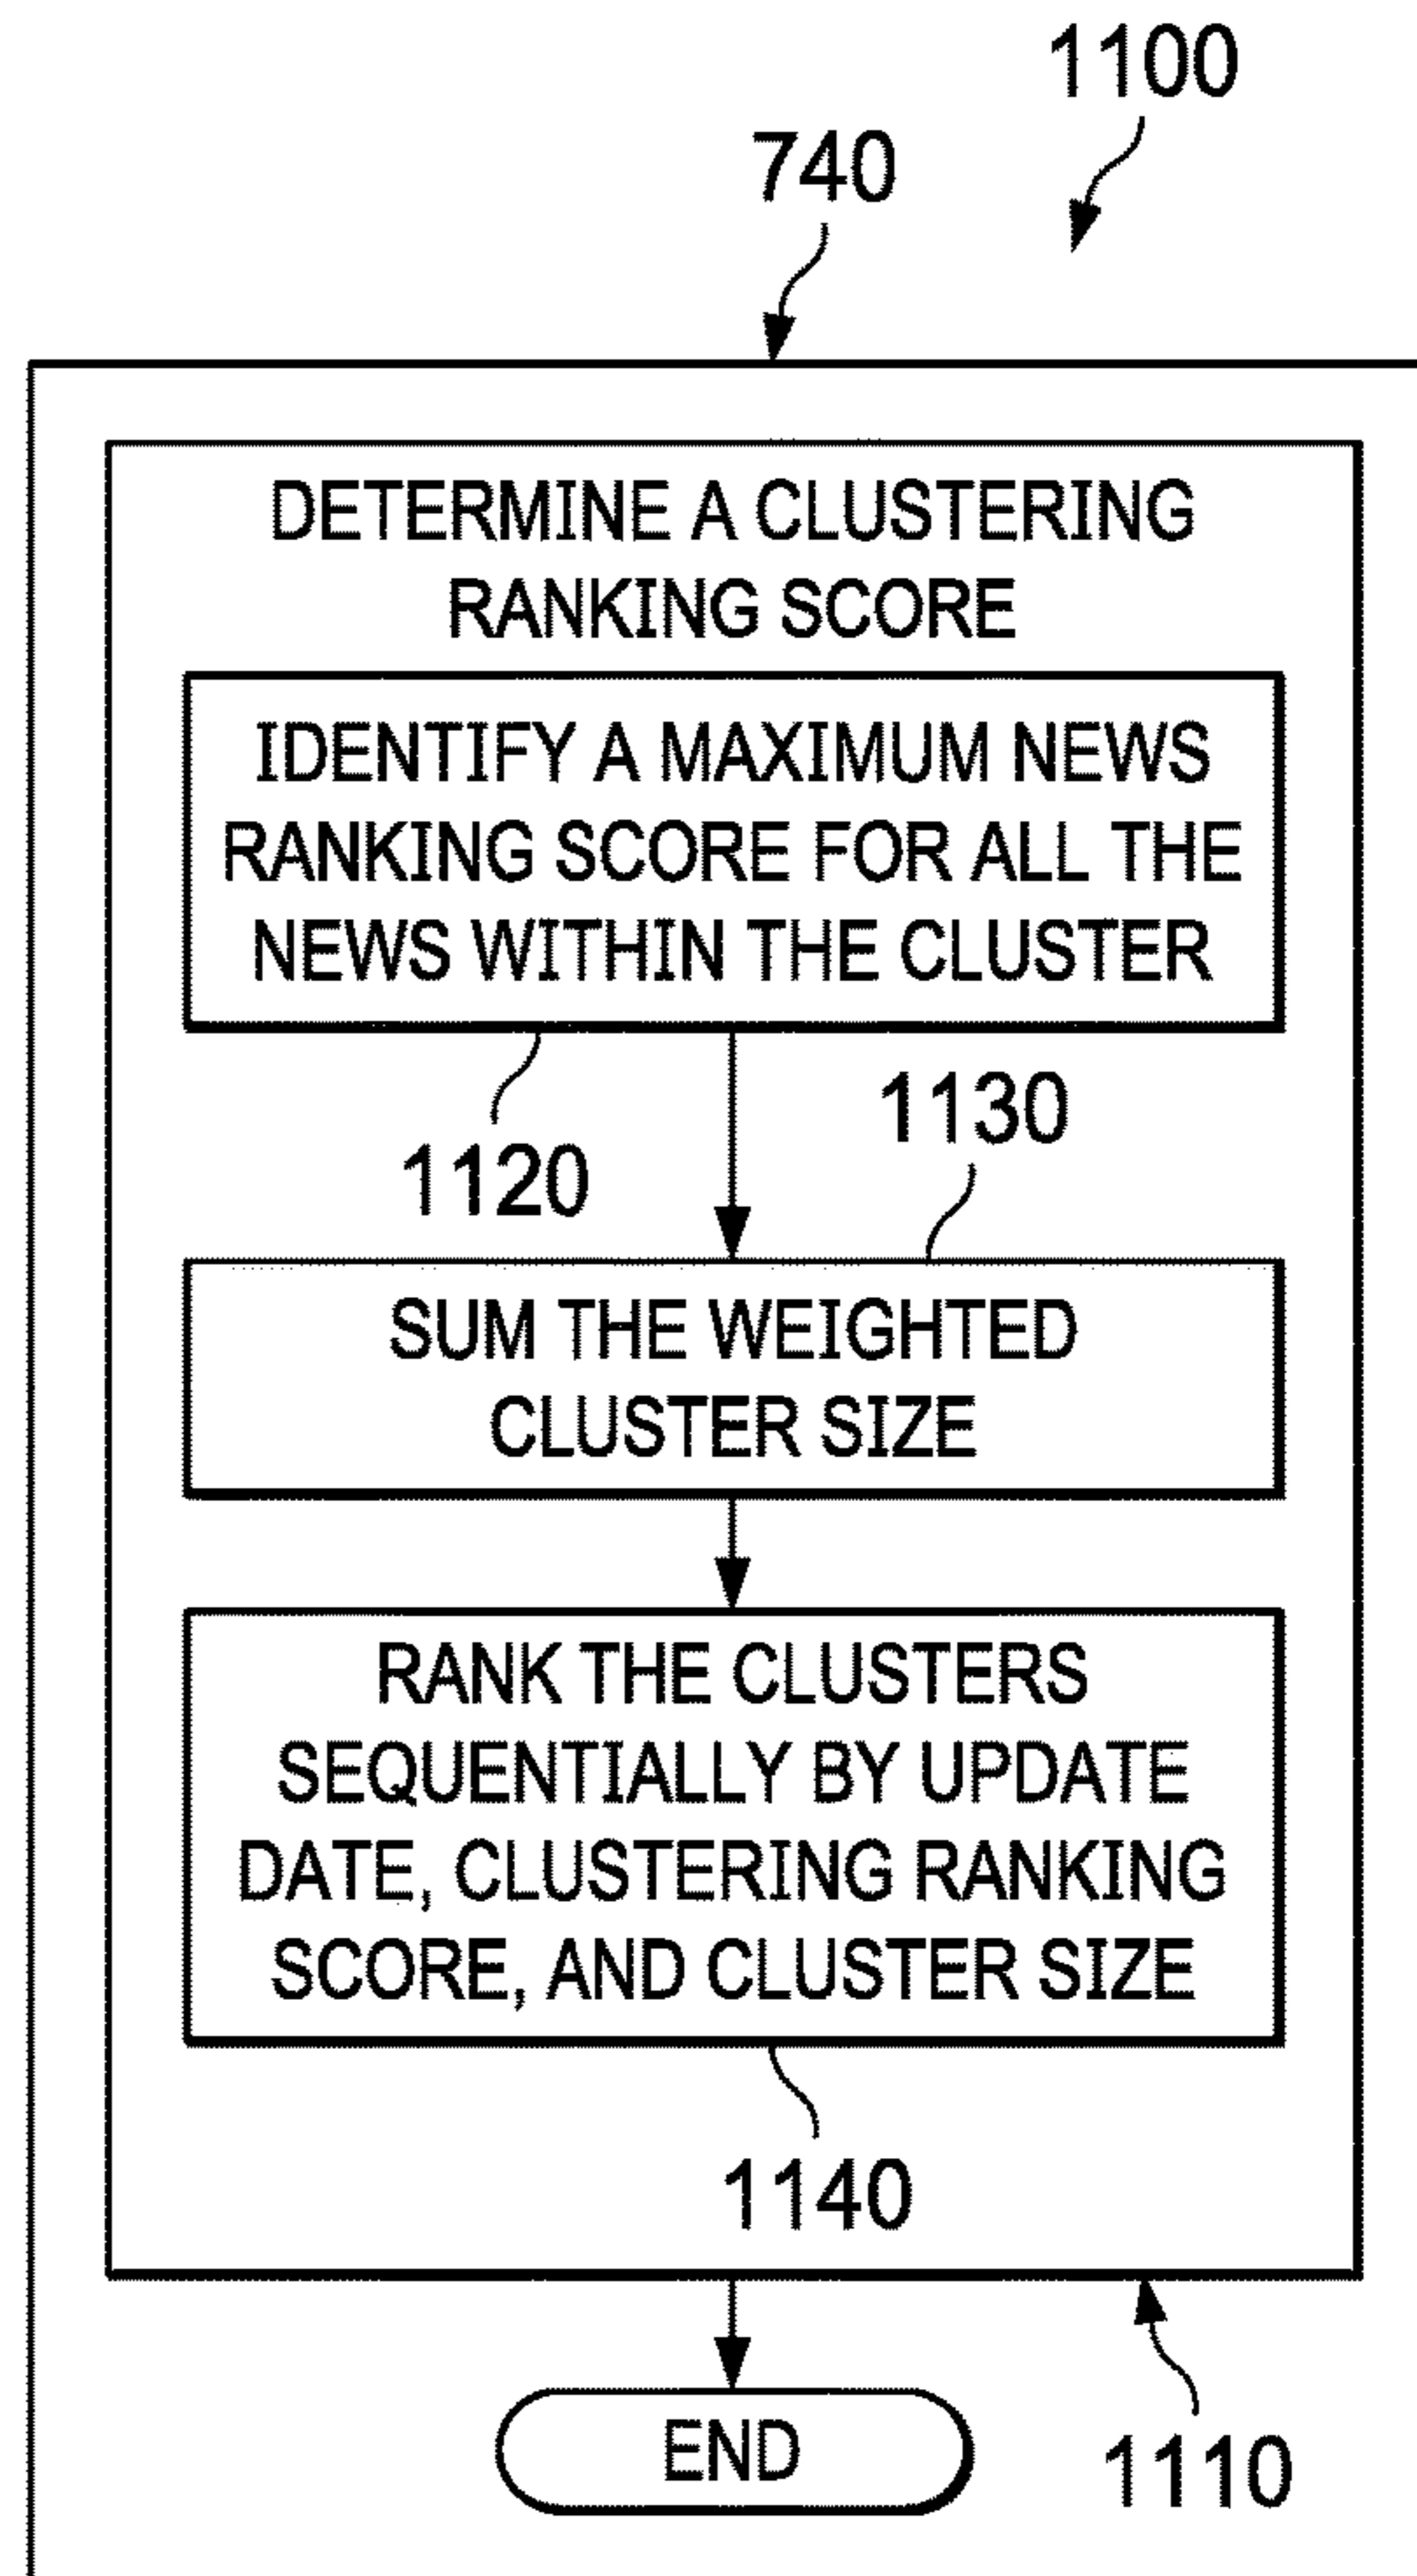 1100
740
DETERMINE A CLUSTERING
RANKING SCORE
IDENTIFY A MAXIMUM NEWS
RANKING SCORE FOR ALL THE
NEWS WITHIN THE CLUSTER
1120
1130
SUM THE WEIGHTED
CLUSTER SIZE
RANK THE CLUSTERS
SEQUENTIALLY BY UPDATE
DATE, CLUSTERING RANKING
SCORE, AND CLUSTER SIZE
1140
END
1110